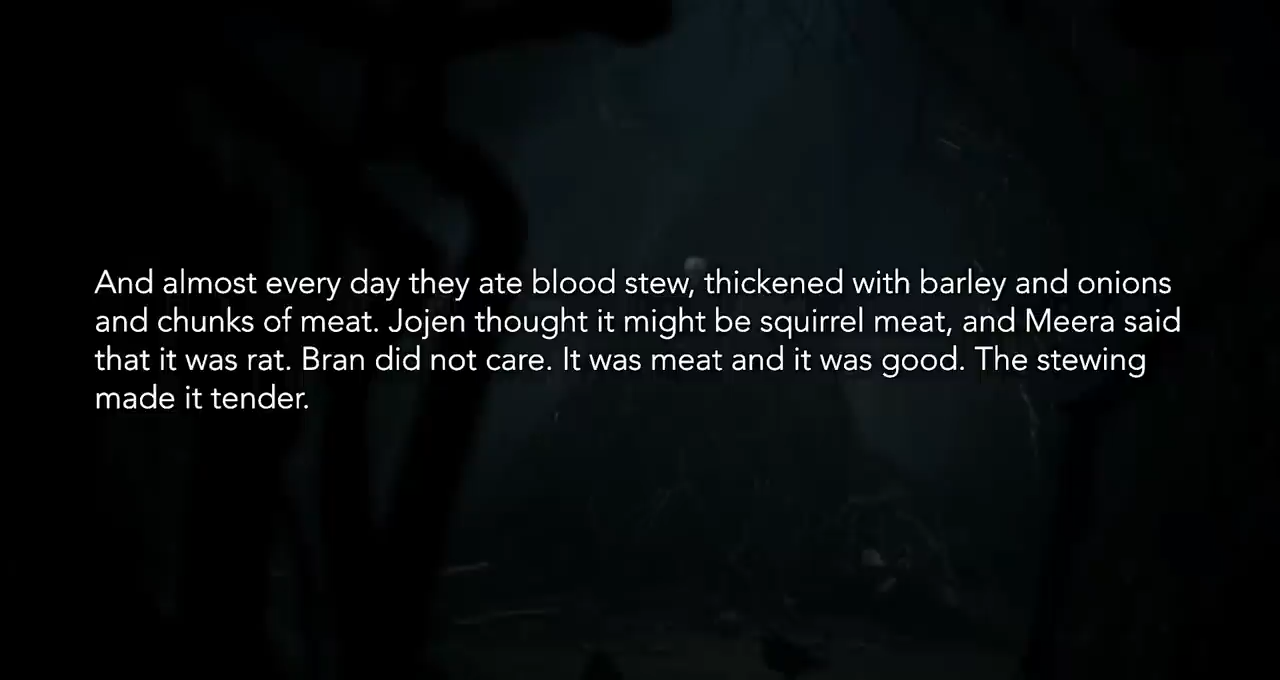 And almost every day they ate blood stew, thickened with barley and onions
and chunks of meat. Jojen thought it might be squirrel meat, and Meera said
that it was rat. Bran did not care. It was meat and it was good. The stewing
made it tender.